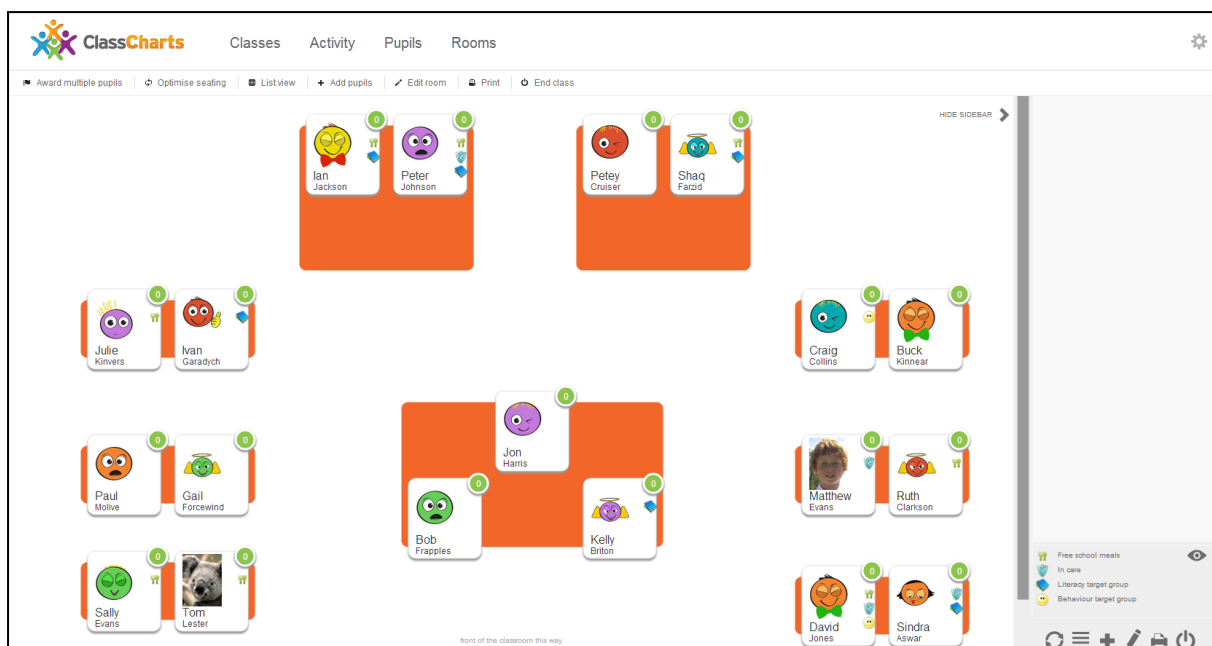 ClassCharts Classes Activity Pupils Rooms
Award multiple pupils Optimise seating List view Add pupils Edit room Print End class
HIDE SIDEBAR
0 0 0 0
Ian Peter Petey Shaq
Jackson Johnson Cruiser Farzid
0 0 0 0
Julie Ivan Craig Buck
Kinvers Garadych Collins Kinnear
0
Jon
Harris
0 0 0 0
Paul Gail Matthew Ruth
Molive Forcewind Evans Clarkson
0 0
Bob Kelly
Frapples Briton
0 0 0 0
Sally Tom David Sindra
Evans Lester Jones Aswar
front of the classroom this way
Free school meals
In care
Literacy target group
Behaviour target group